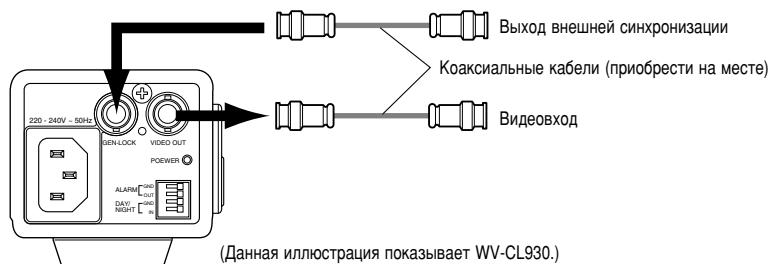 Выход внешней синхронизации
Коаксиальные кабели (приобрести на месте)
Видеовход
220 - 240V ~ 50Hz
GEN-LOCK
VIDEO OUT
POEWER
ALARM
GND
OUT
DAY/
NIGHT
GND
IN
(Данная иллюстрация показывает WV-CL930.)